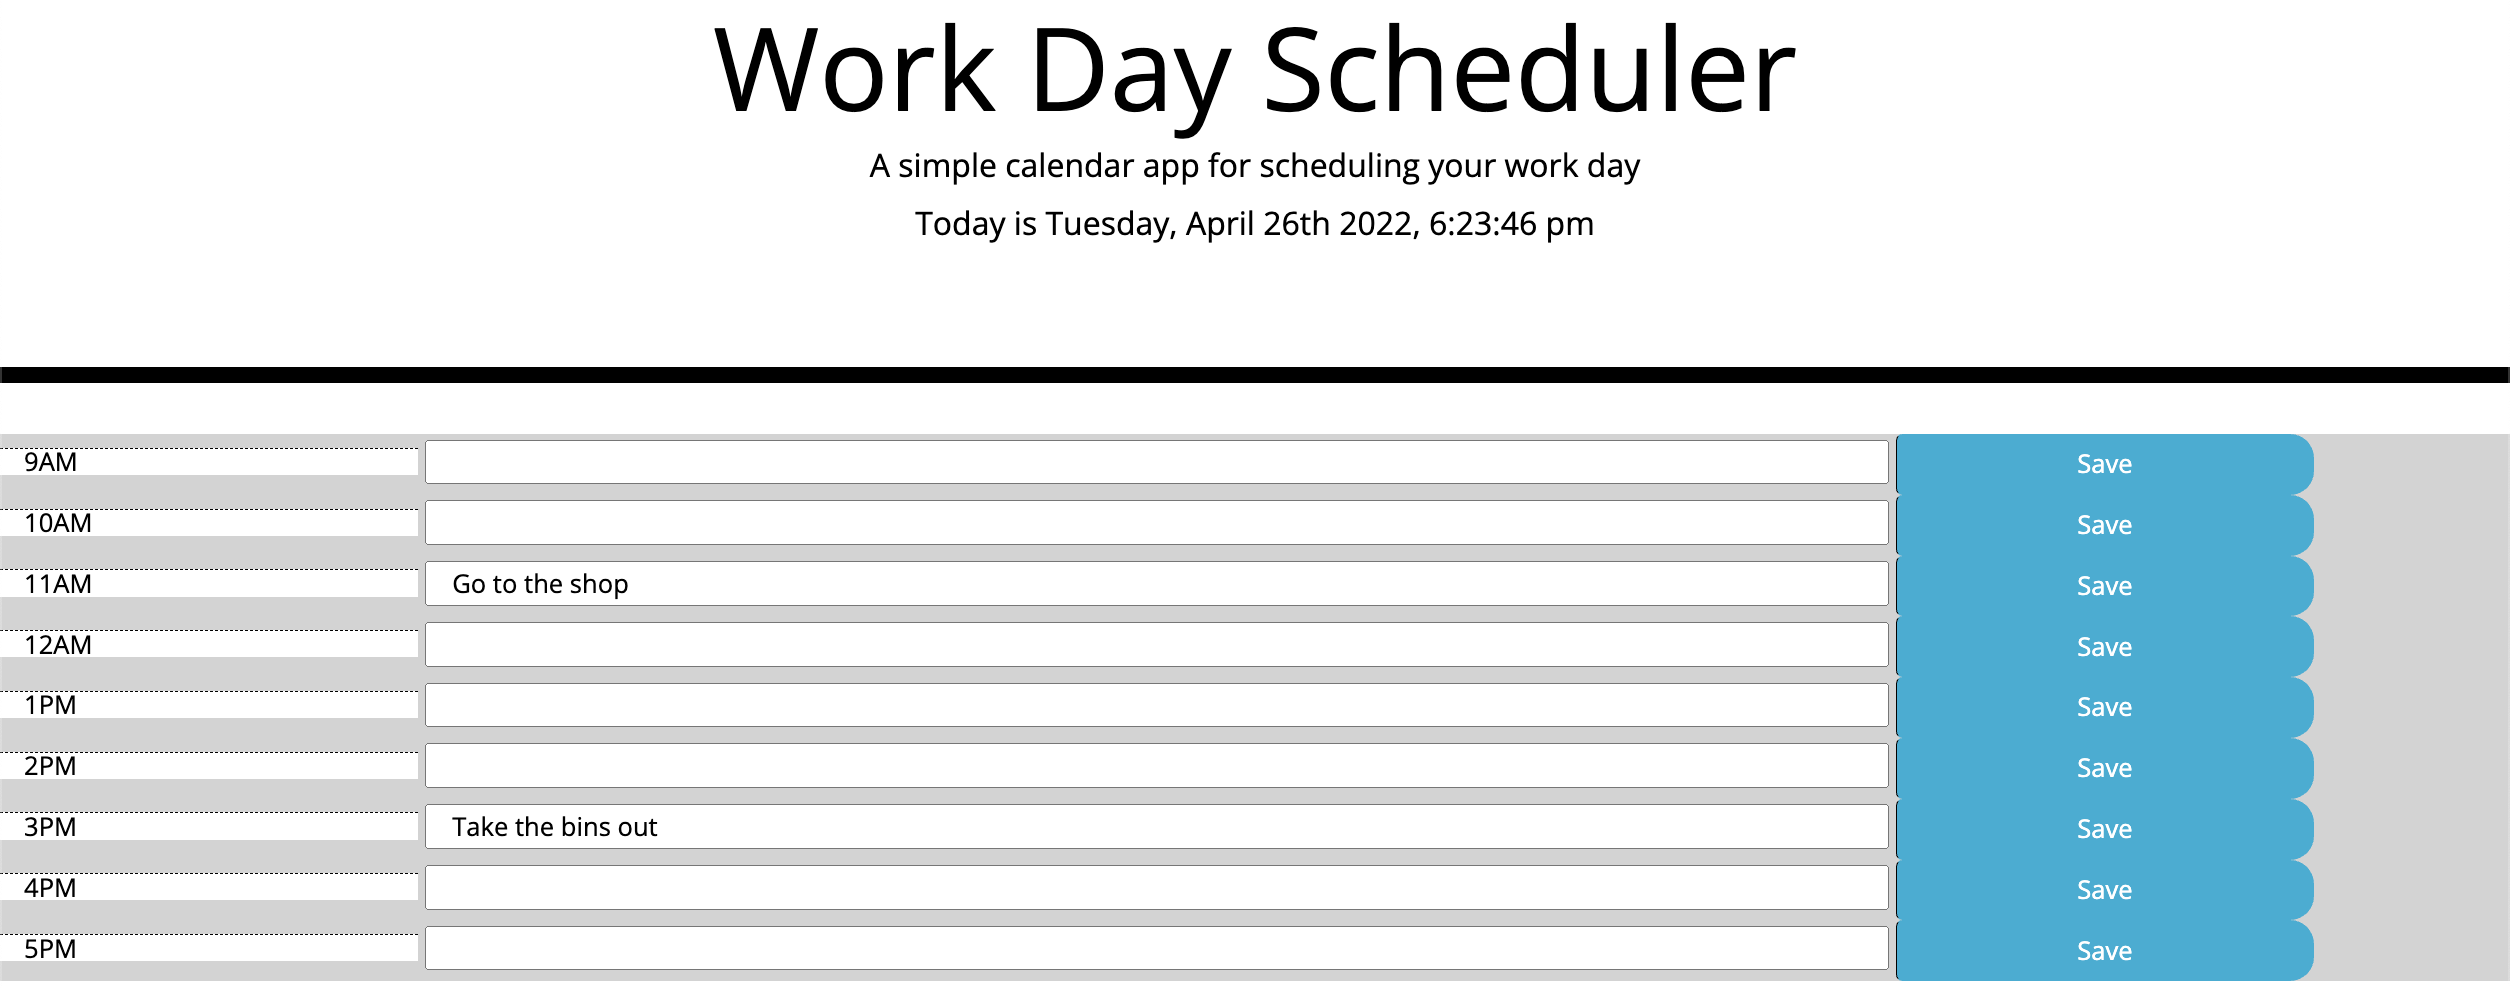 Work Day Scheduler
A simple calendar app for scheduling your work day
Today is Tuesday, April 26th 2022, 6:23:46 pm
9AM Save
10AM Save
11AM Go to the shop Save
12AM Save
1PM Save
2PM Save
3PM Take the bins out Save
4PM Save
5PM Save